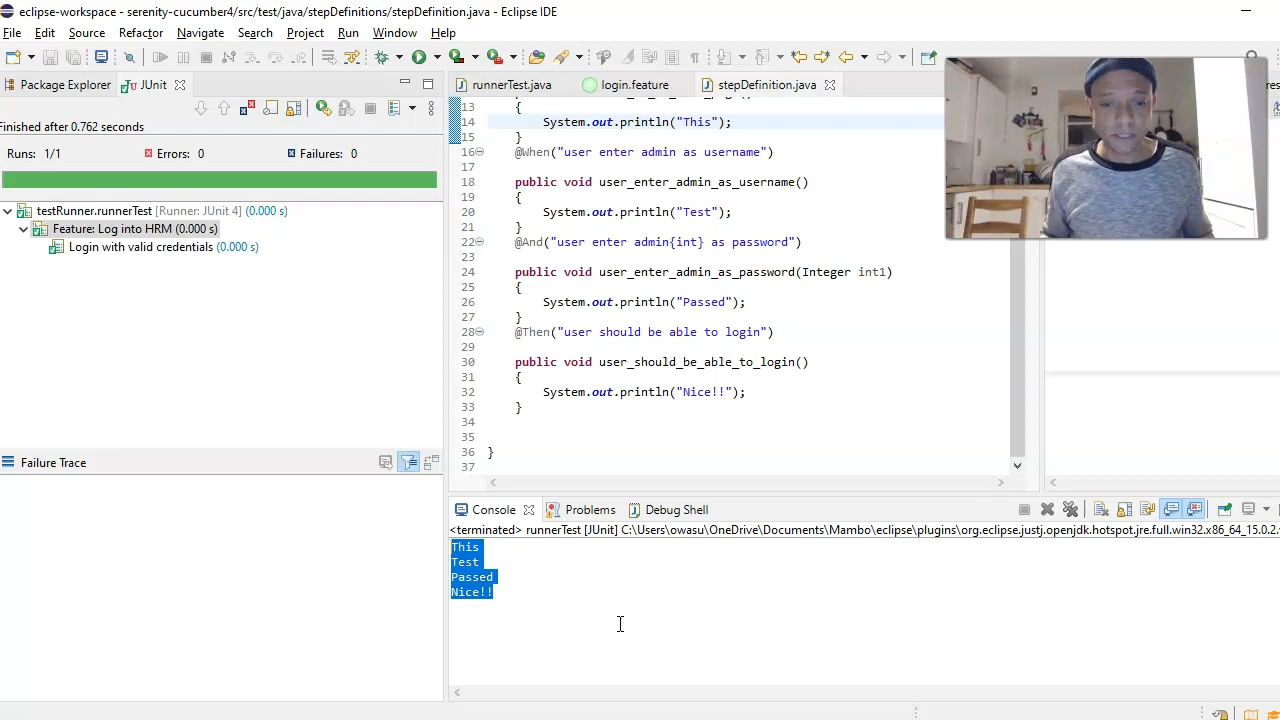 eclipse-workspace - serenity-cucumber4/src/test/java/stepDefinitions/stepDefinition.java - Eclipse IDE
File Edit Source Refactor Navigate Search Project Run Window Help
Package Explorer JUnit
Finished after 0.762 seconds
Runs: 1/1 Errors: 0 Failures: 0
testRunner.runnerTest [Runner: JUnit 4] (0.000 s)
Feature: Log into HRM (0.000 s)
Login with valid credentials (0.000 s)
Failure Trace
runnerTest.java login.feature stepDefinition.java
13 {
14 System.out.println("This");
15 }
16 @When("user enter admin as username")
17
18 public void user_enter_admin_as_username()
19 {
20 System.out.println("Test");
21 }
22 @And("user enter admin{int} as password")
23
24 public void user_enter_admin_as_password(Integer int1)
25 {
26 System.out.println("Passed");
27 }
28 @Then("user should be able to login")
29
30 public void user_should_be_able_to_login()
31 {
32 System.out.println("Nice!!");
33 }
34
35
36 }
37
Console Problems Debug Shell
<terminated> runnerTest [JUnit] C:\Users\owasu\OneDrive\Documents\Mambo\eclipse\plugins\org.eclipse.justj.openjdk.hotspot.jre.full.win32.x86_64_15.0.2.
This
Test
Passed
Nice!!